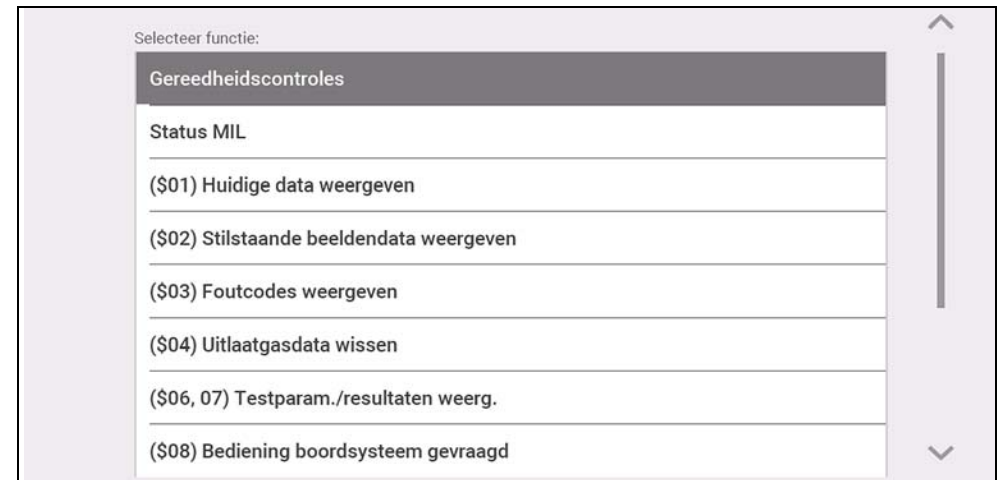 Selecteer functie:
Gereedheidscontroles
Status MIL
($01) Huidige data weergeven
($02) Stilstaande beeldendata weergeven
($03) Foutcodes weergeven
($04) Uitlaatgasdata wissen
($06, 07) Testparam./resultaten weerg.
($08) Bediening boordsysteem gevraagd